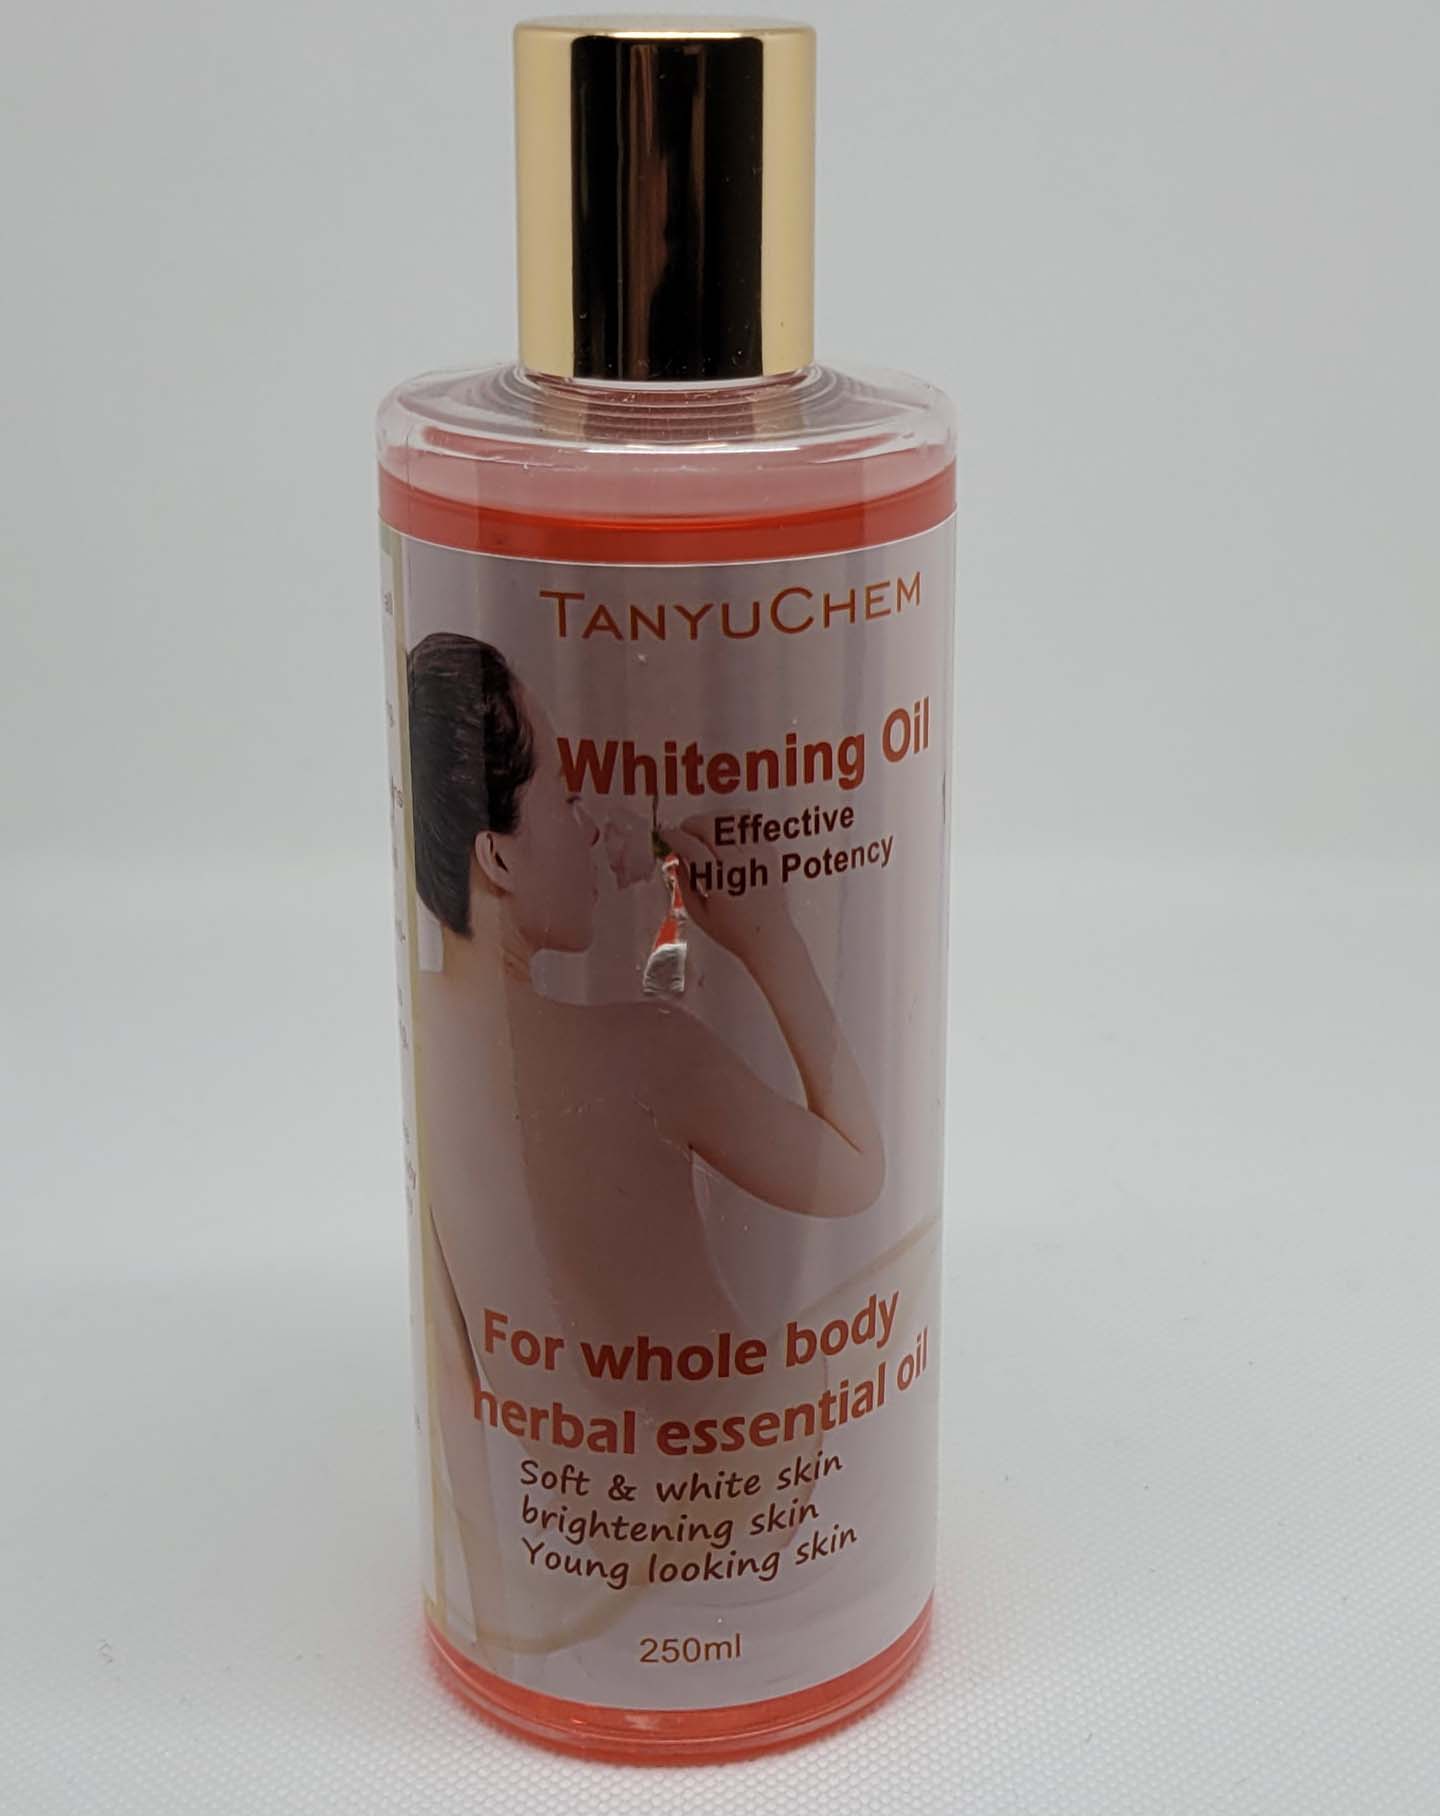 TANYUCHEM
Whitening Oil
Effective
High Potency
For whole body
herbal essential oil
Soft & white skin
brightening skin
Young looking skin
250ml